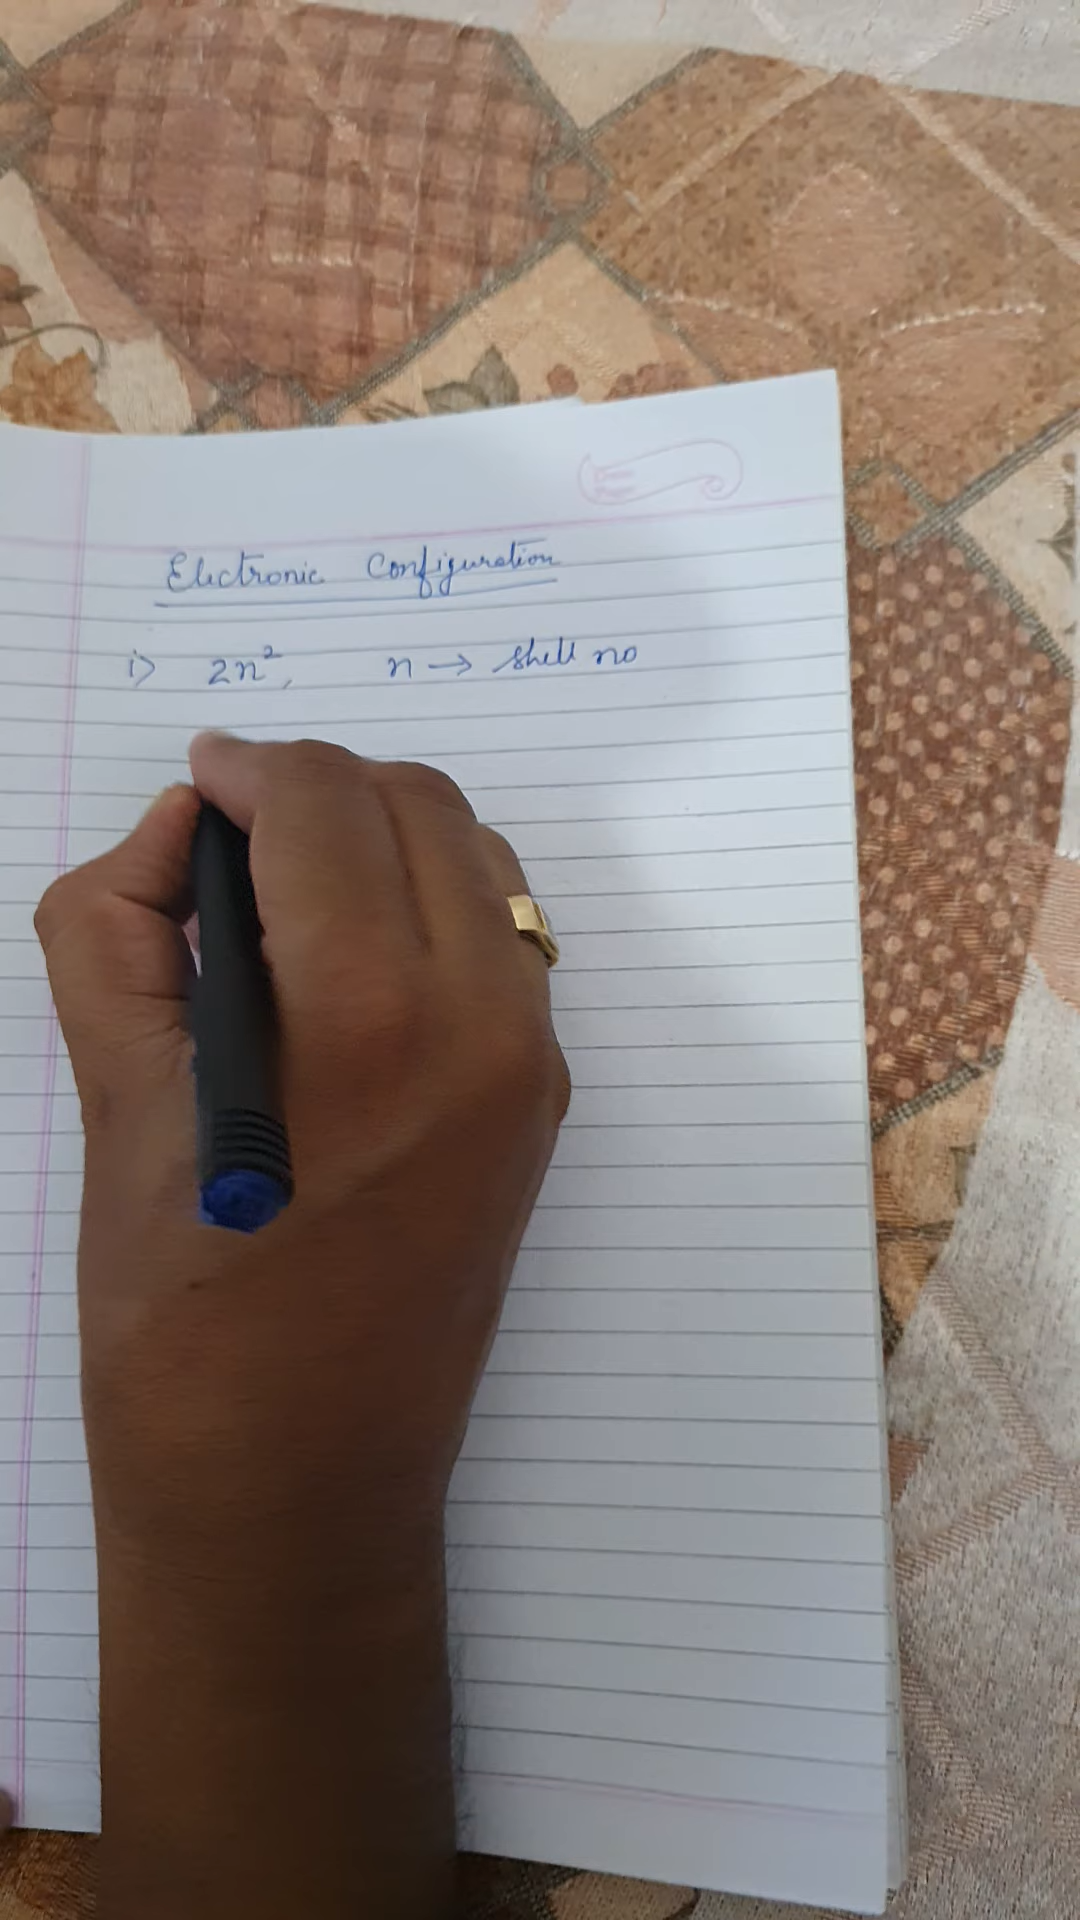 Electronic Configuration
i> 2n², n → shell no